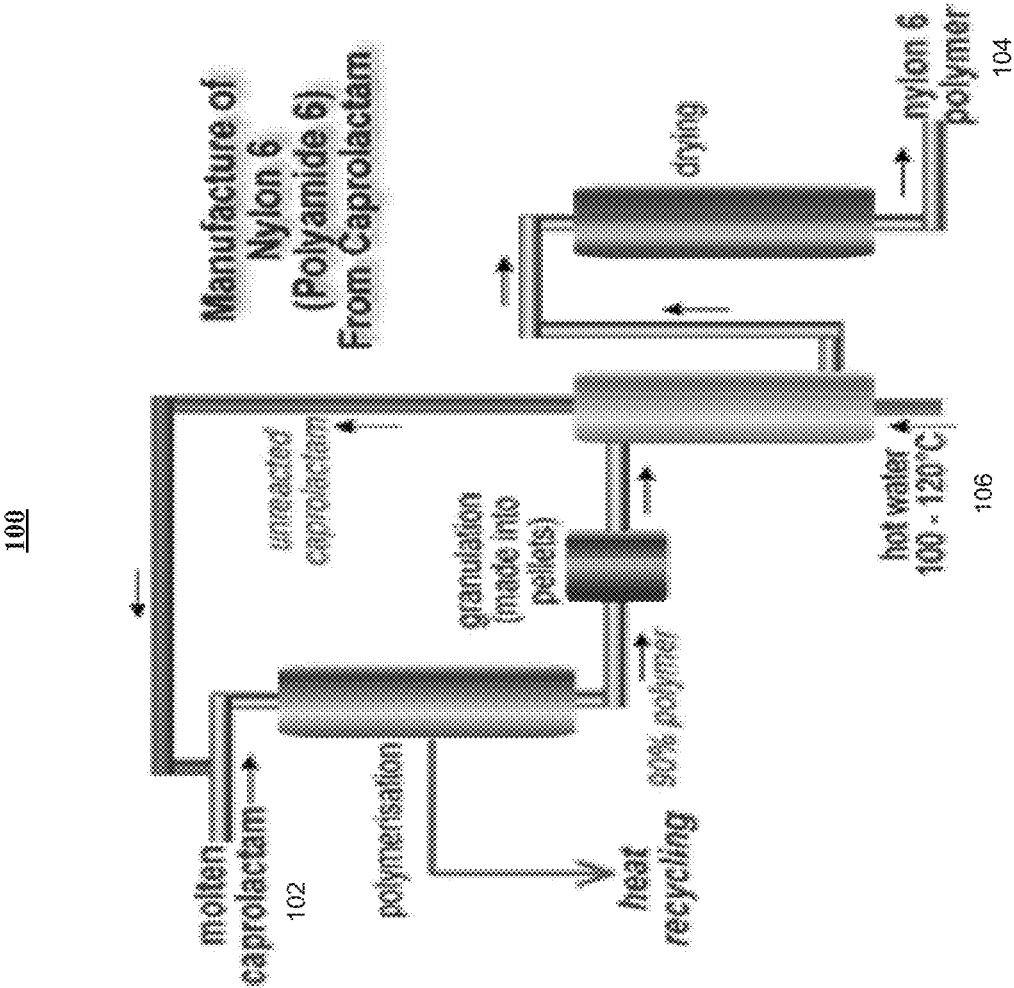 100
Manufacture of
Nylon 6
(Polyamide 6)
From Caprolactam
molten
caprolactam
102
unreacted
caprolactam
polymerisation
granulation
(made into
pellets)
drying
heat
recycling
90% polymer
hot water
100 - 120°C
106
nylon 6
polymer
104